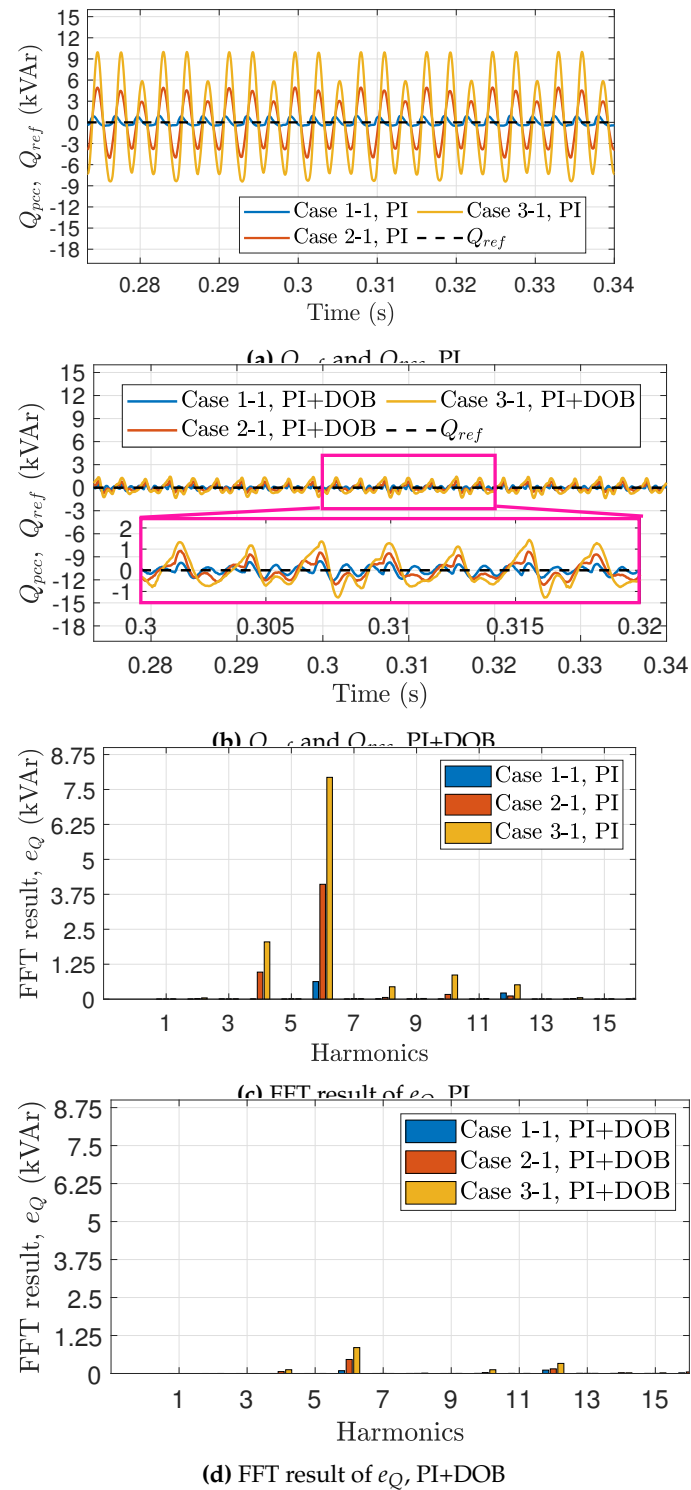 15
12
9
6
3
0
-3
-6
-9
-12
-15
-18
Q_pcc, Q_ref (kVAr)
Case 1-1, PI
Case 3-1, PI
Case 2-1, PI
Q_ref
0.28 0.29 0.3 0.31 0.32 0.33 0.34
Time (s)
(a) and PI
15
12
9
6
3
0
-3
-6
-9
-12
-15
-18
Q_pcc, Q_ref (kVAr)
Case 1-1, PI+DOB
Case 3-1, PI+DOB
Case 2-1, PI+DOB
Q_ref
2
1
0
-1
0.3 0.305 0.31 0.315 0.32
0.28 0.29 0.3 0.31 0.32 0.33 0.34
Time (s)
(b) and PI+DOB
8.75
7.5
6.25
5
3.75
2.5
1.25
0
FFT result, e_Q (kVAr)
Case 1-1, PI
Case 2-1, PI
Case 3-1, PI
1 3 5 7 9 11 13 15
Harmonics
(c) FFT result of e_Q, PI
8.75
7.5
6.25
5
3.75
2.5
1.25
0
FFT result, e_Q (kVAr)
Case 1-1, PI+DOB
Case 2-1, PI+DOB
Case 3-1, PI+DOB
1 3 5 7 9 11 13 15
Harmonics
(d) FFT result of e_Q, PI+DOB